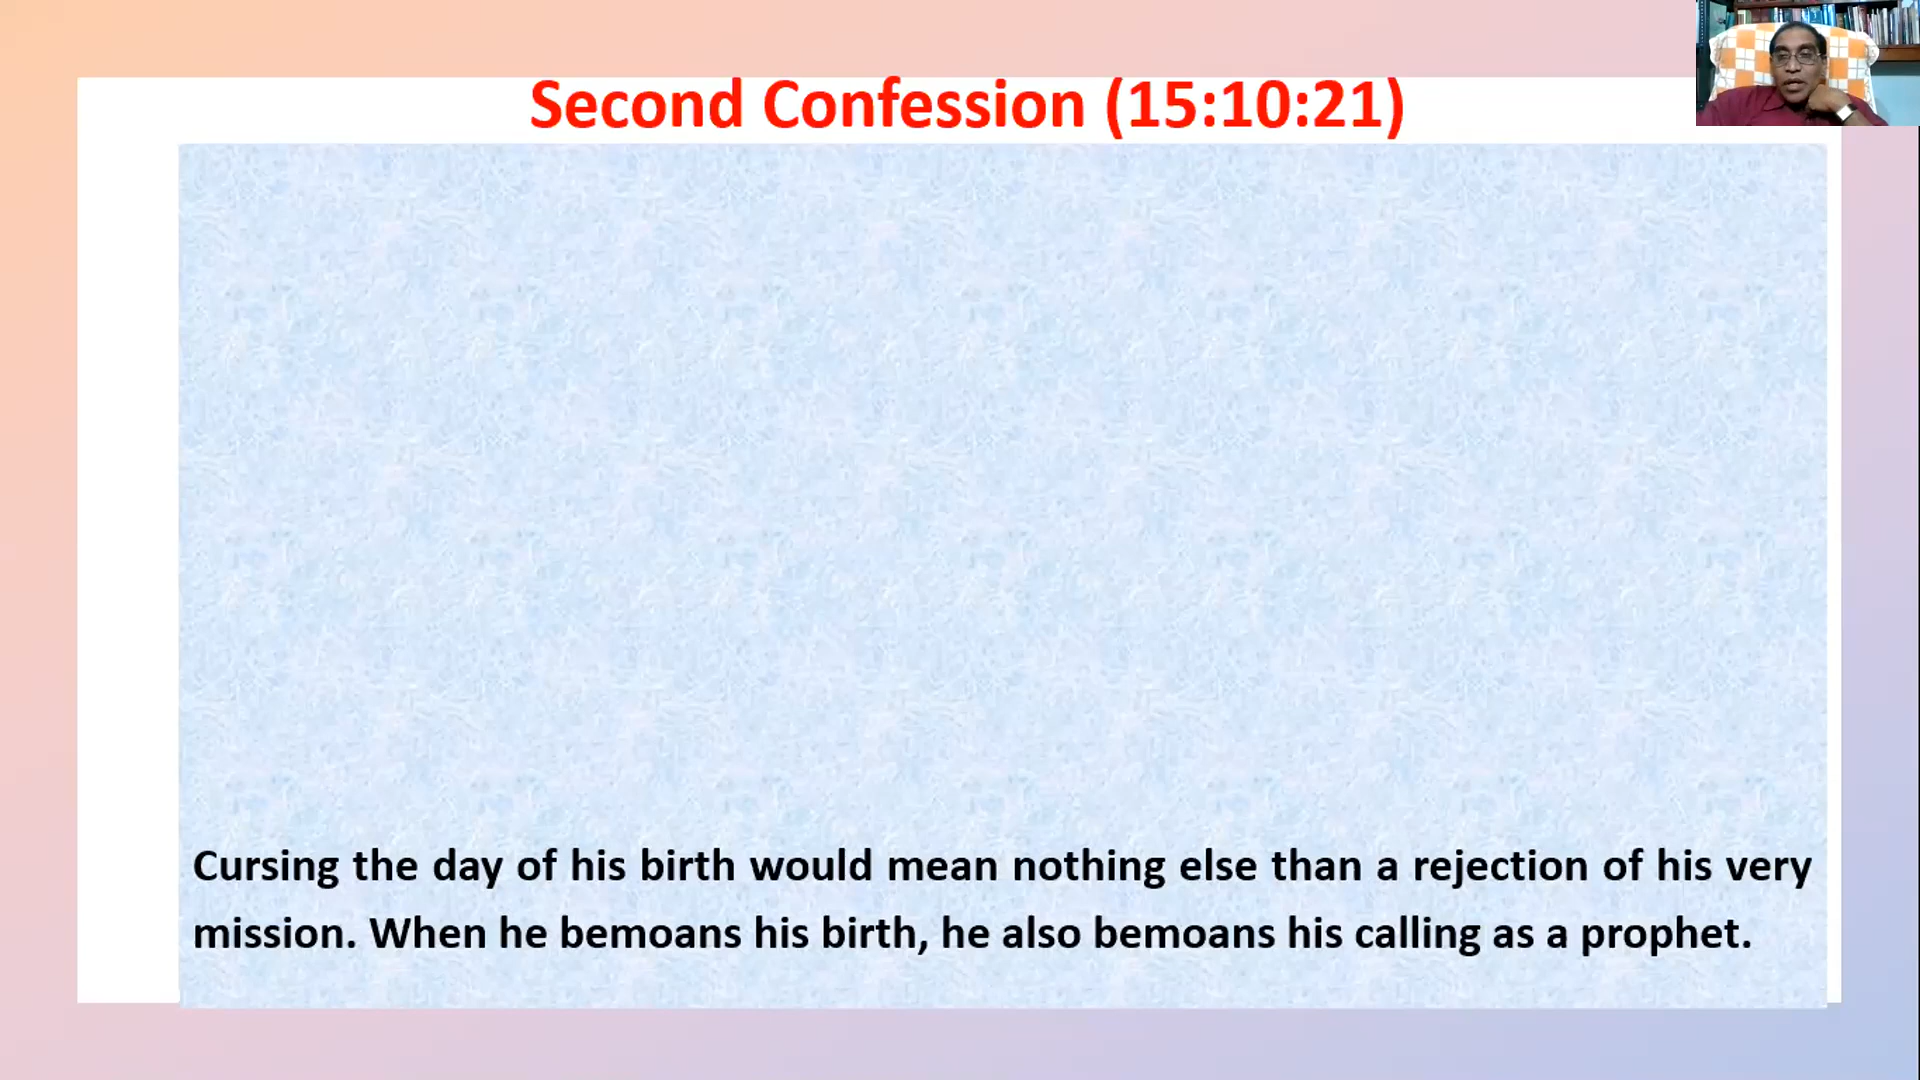 Second Confession (15:10:21)
Cursing the day of his birth would mean nothing else than a rejection of his very
mission. When he bemoans his birth, he also bemoans his calling as a prophet.